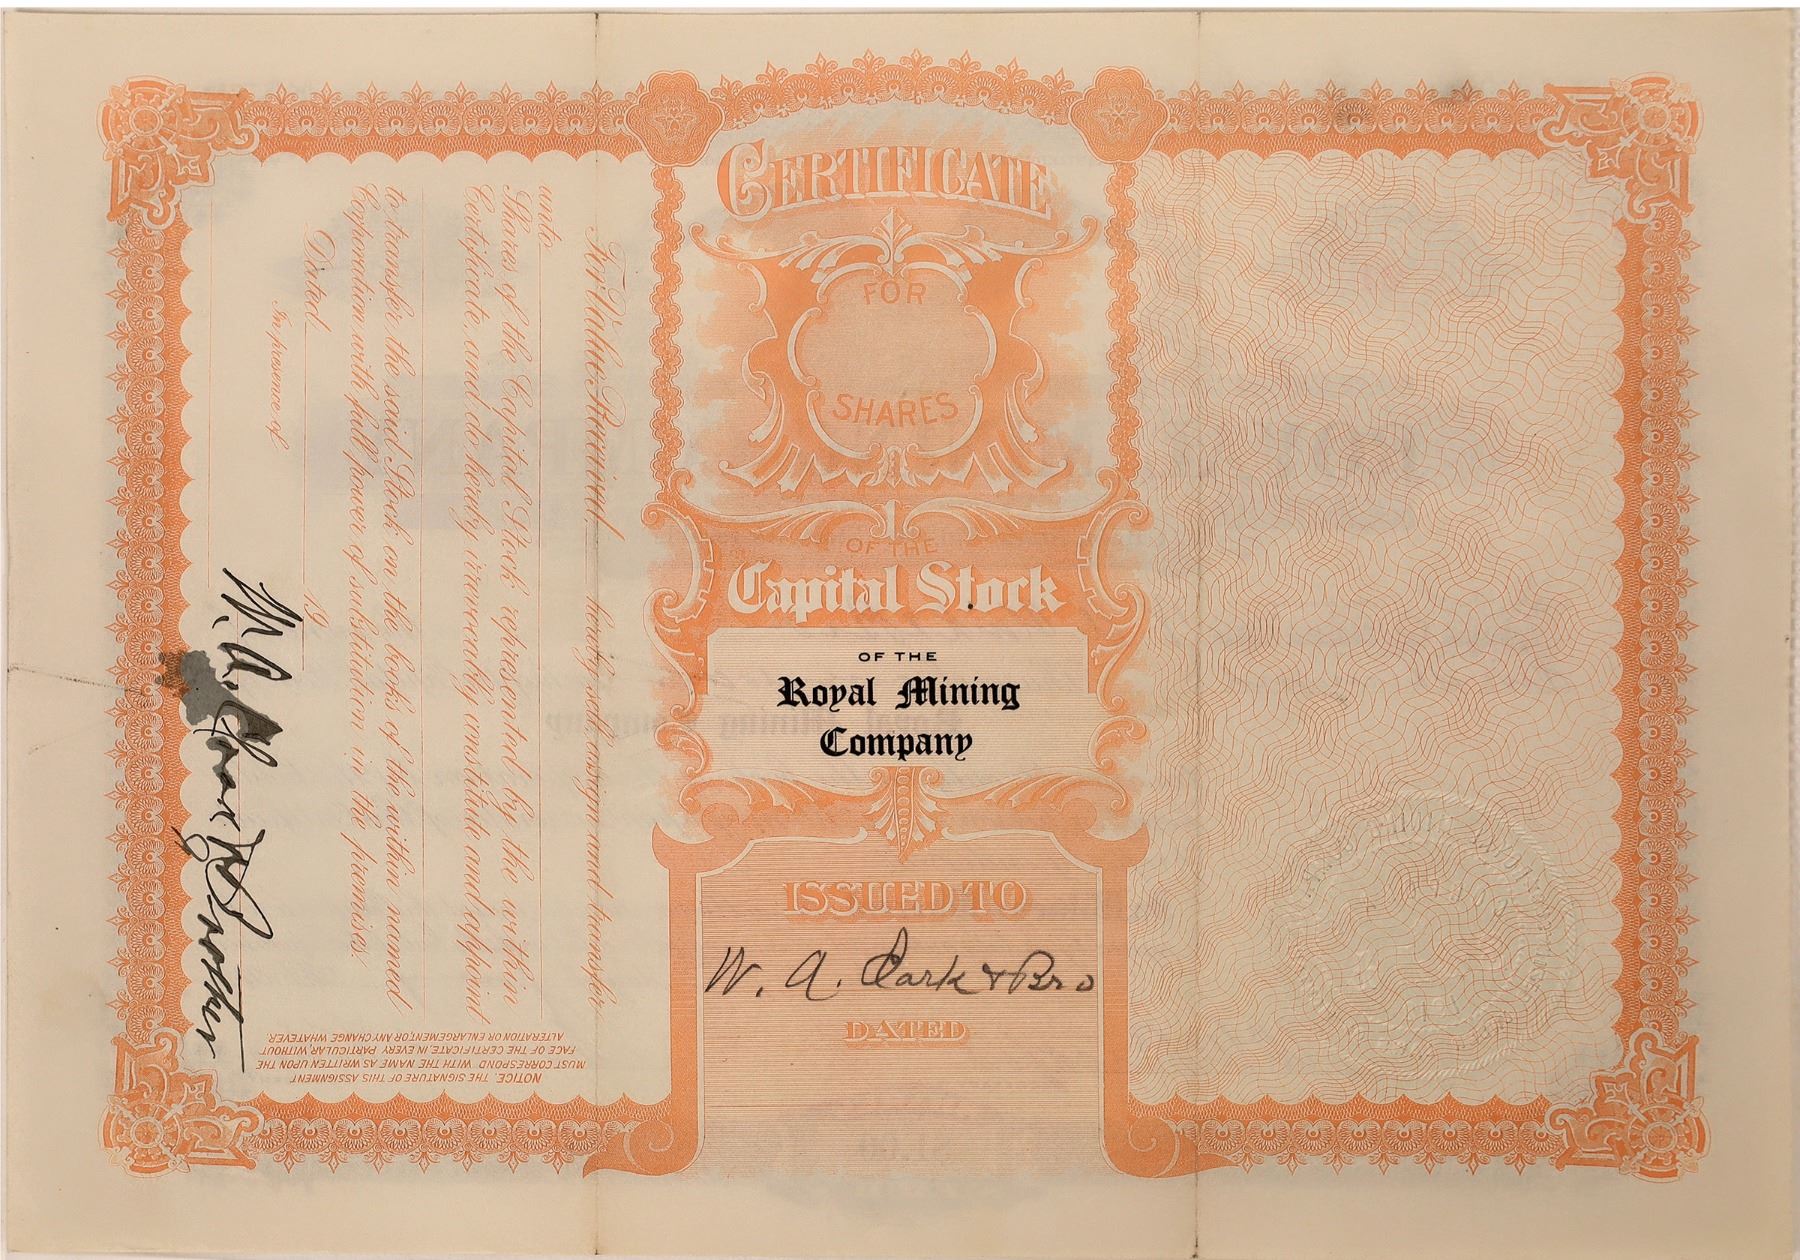 CERTIFICATE
FOR
SHARES
OF THE
Capital Stock
OF THE
Royal Mining
Company
ISSUED TO
W. A. Clark & Bro
DATED
For Value Received, hereby sell, assign and transfer
unto
Shares of the Capital Stock represented by the within
Certificate, and do hereby irrevocably constitute and appoint
to transfer the said Stock on the books of the within named
Corporation with full power of substitution in the premises.
Dated 19
In presence of
W. A. Clark & Brother
NOTICE. THE SIGNATURE OF THIS ASSIGNMENT
MUST CORRESPOND WITH THE NAME AS WRITTEN UPON THE
FACE OF THE CERTIFICATE, IN EVERY PARTICULAR, WITHOUT
ALTERATION OR ENLARGEMENT, OR ANY CHANGE WHATEVER.